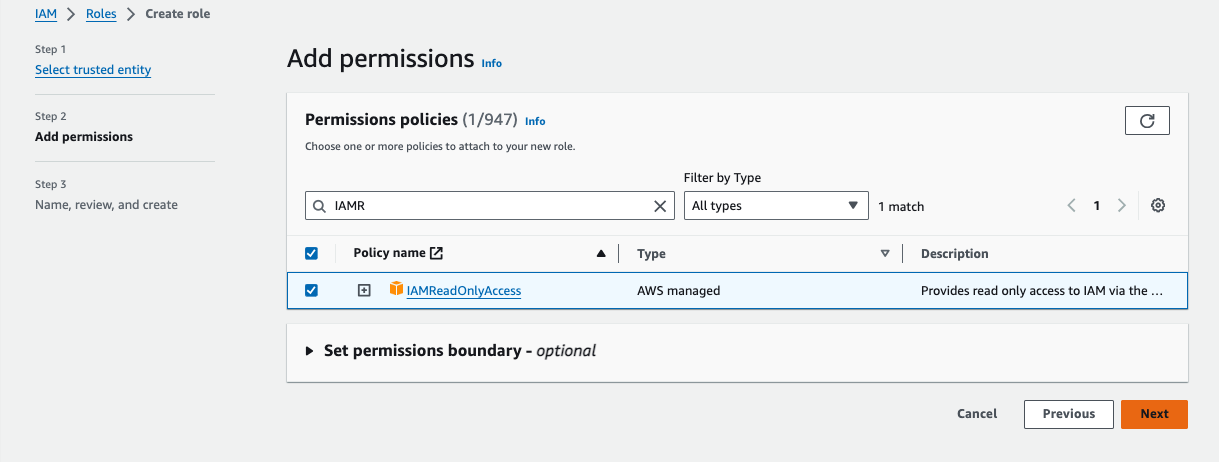 IAM > Roles > Create role
Step 1
Select trusted entity
Step 2
Add permissions
Step 3
Name, review, and create
Add permissions Info
Permissions policies (1/947) Info
Choose one or more policies to attach to your new role.
Filter by Type
IAMR
All types
1 match
1
Policy name
Type
Description
IAMReadOnlyAccess
AWS managed
Provides read only access to IAM via the ...
Set permissions boundary - optional
Cancel
Previous
Next